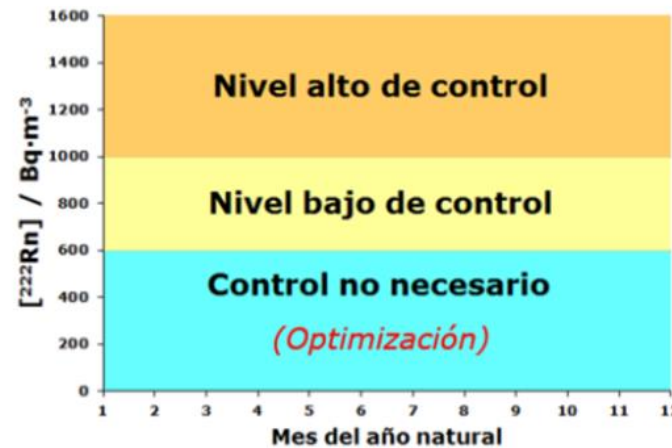 1600
1400
1200
1000
800
600
400
200
0
[²²²Rn] / Bq·m⁻³
Nivel alto de control
Nivel bajo de control
Control no necesario
(Optimización)
1 2 3 4 5 6 7 8 9 10 11
Mes del año natural